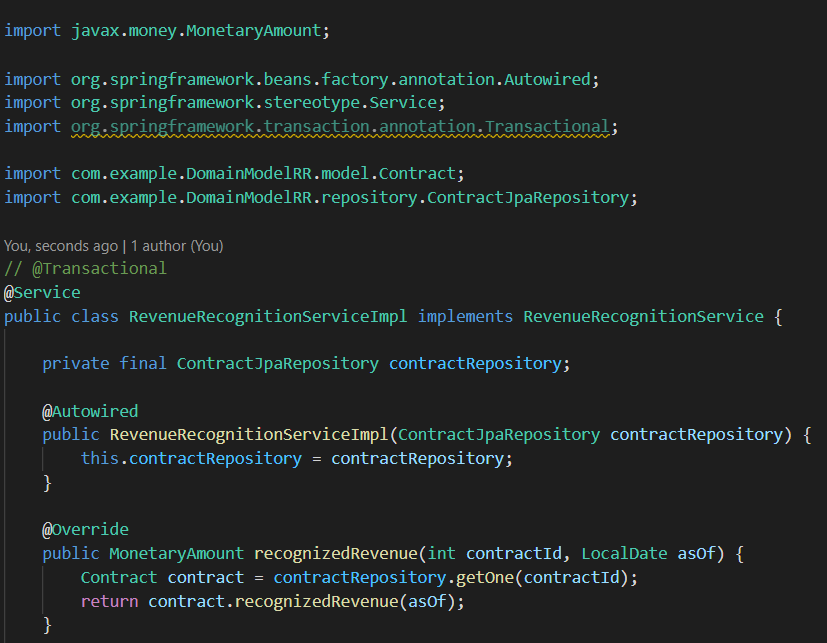 import javax.money.MonetaryAmount;
import org.springframework.beans.factory.annotation.Autowired;
import org.springframework.stereotype.Service;
import org.springframework.transaction.annotation.Transactional;
import com.example.DomainModelRR.model.Contract;
import com.example.DomainModelRR.repository.ContractJpaRepository;
You, seconds ago | 1 author (You)
// @Transactional
@Service
public class RevenueRecognitionServiceImpl implements RevenueRecognitionService {
private final ContractJpaRepository contractRepository;
@Autowired
public RevenueRecognitionServiceImpl(ContractJpaRepository contractRepository) {
this.contractRepository = contractRepository;
}
@Override
public MonetaryAmount recognizedRevenue(int contractId, LocalDate asOf) {
Contract contract = contractRepository.getOne(contractId);
return contract.recognizedRevenue(asOf);
}